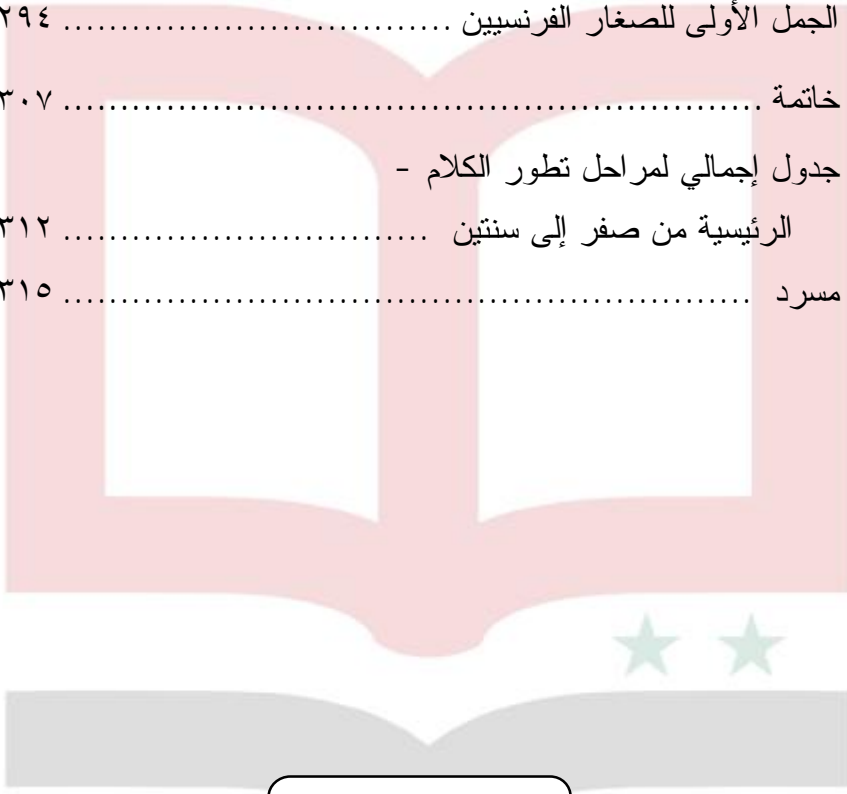 الجمل الأولى للصغار الفرنسيين .................................. ٢٩٤
خاتمة ............................................................. ٣٠٧
جدول إجمالي لمراحل تطور الكلام -
الرئيسية من صفر إلى سنتين ................................ ٣١٢
مسرد ............................................................ ٣١٥